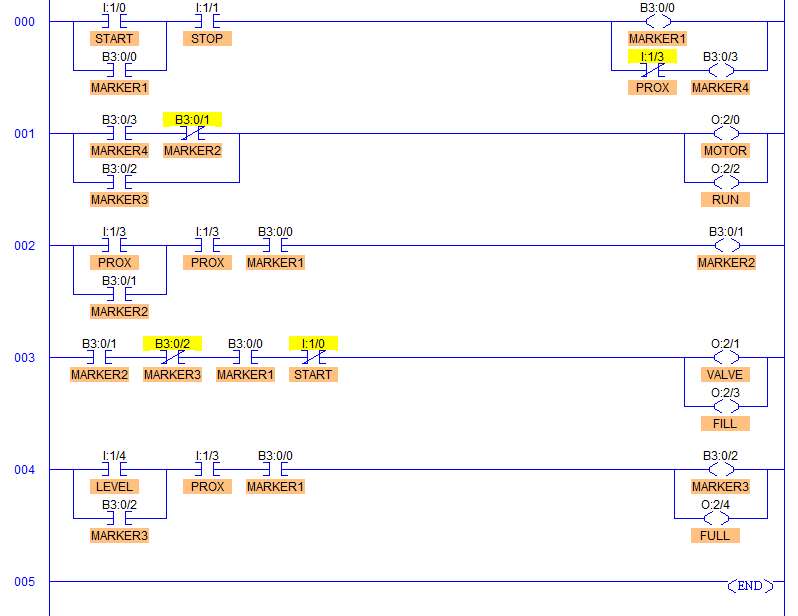 I:1/0 I:1/1 B3:0/0
000
START STOP MARKER1
B3:0/0 I:1/3 B3:0/3
MARKER1 PROX MARKER4
B3:0/3 B3:0/1 O:2/0
001
MARKER4 MARKER2 MOTOR
B3:0/2 O:2/2
MARKER3 RUN
I:1/3 I:1/3 B3:0/0 B3:0/1
002
PROX PROX MARKER1 MARKER2
B3:0/1
MARKER2
B3:0/1 B3:0/2 B3:0/0 I:1/0 O:2/1
003
MARKER2 MARKER3 MARKER1 START VALVE
O:2/3
FILL
I:1/4 I:1/3 B3:0/0 B3:0/2
004
LEVEL PROX MARKER1 MARKER3
B3:0/2 O:2/4
MARKER3 FULL
005 END